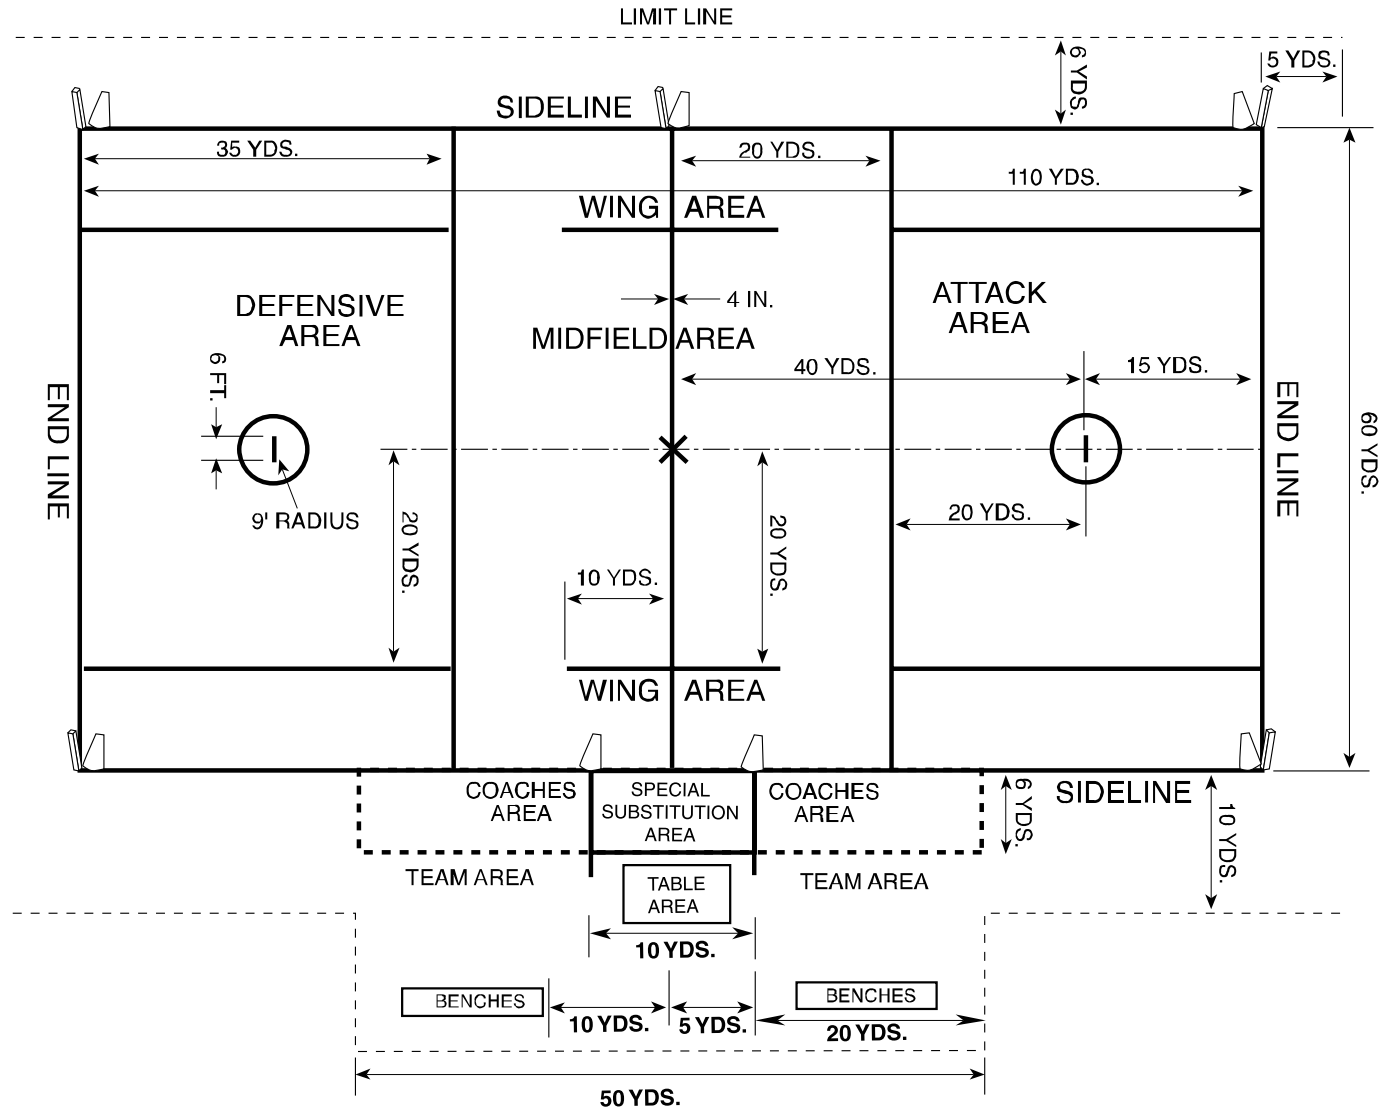 LIMIT LINE
6 YDS.
5 YDS.
SIDELINE
35 YDS.
20 YDS.
110 YDS.
WING AREA
DEFENSIVE
AREA
ATTACK
AREA
4 IN.
MIDFIELD AREA
6 FT.
40 YDS.
15 YDS.
END LINE
END LINE
60 YDS.
9' RADIUS
20 YDS.
20 YDS.
20 YDS.
10 YDS.
WING AREA
COACHES
AREA
SPECIAL
SUBSTITUTION
AREA
COACHES
AREA
6 YDS.
SIDELINE
10 YDS.
TEAM AREA
TABLE
AREA
TEAM AREA
10 YDS.
BENCHES
BENCHES
10 YDS.
5 YDS.
20 YDS.
50 YDS.